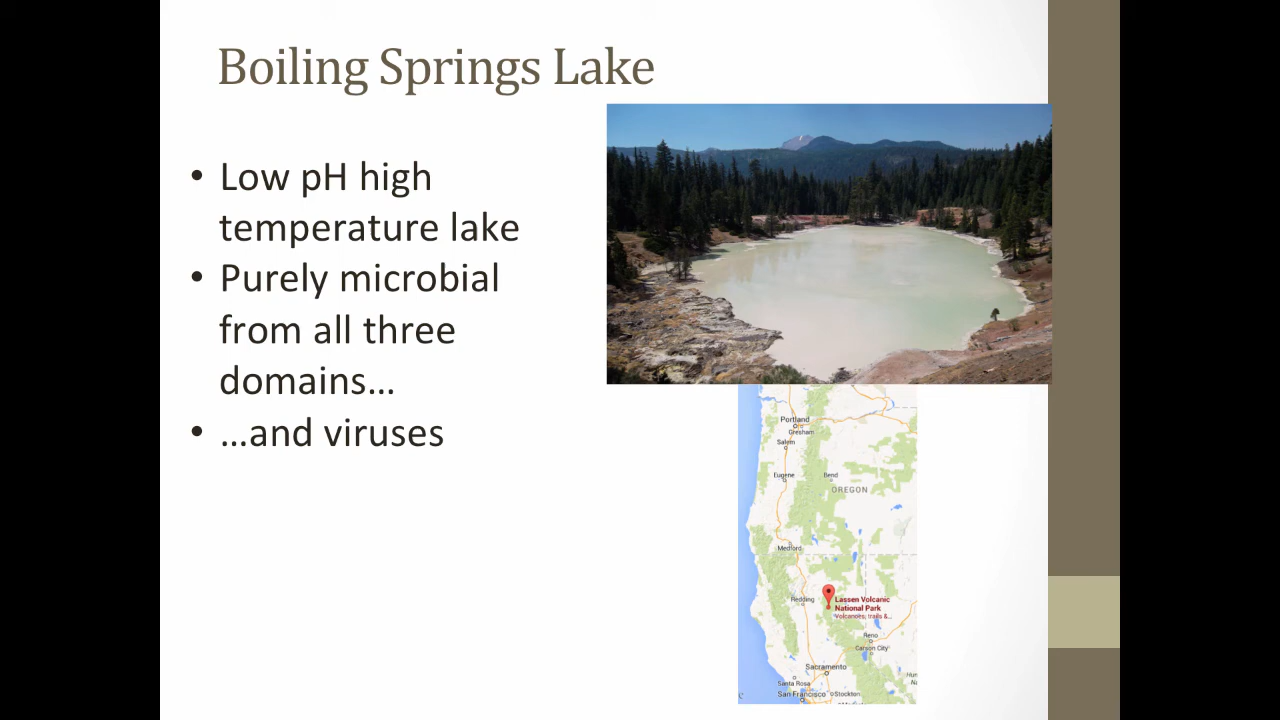 Boiling Springs Lake
• Low pH high
temperature lake
• Purely microbial
from all three
domains…
• …and viruses
Portland
Gresham
Salem
Eugene
Bend
OREGON
Medford
Redding
Lassen Volcanic
National Park
Volcanoes, trails &...
Reno
Carson City
Sacramento
Santa Rosa
San Francisco
Stockton